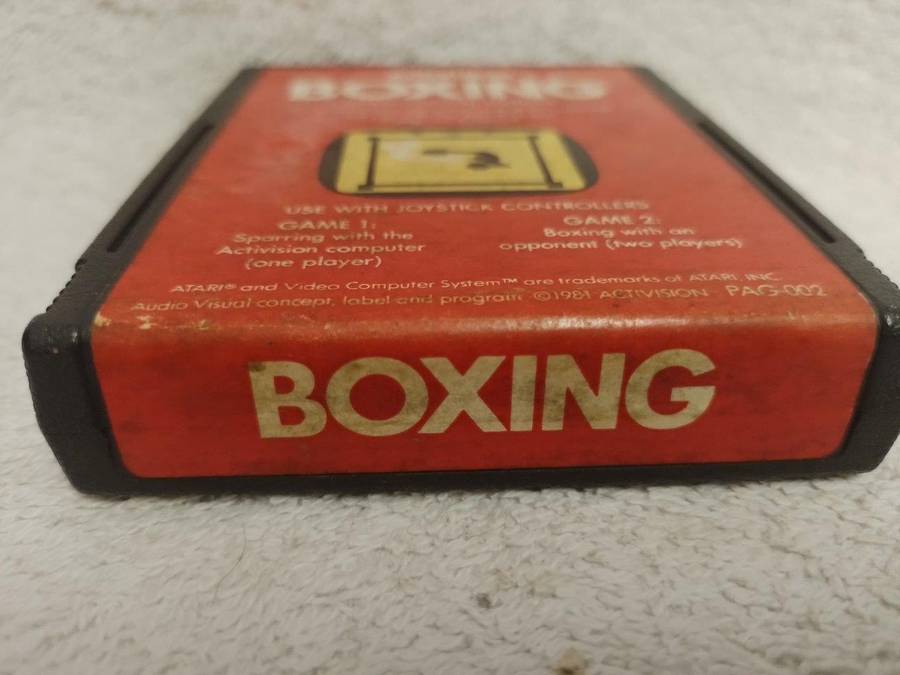 BOXING
USE WITH JOYSTICK CONTROLLERS
GAME 1:
Sparring with the
Activision computer
(one player)
GAME 2:
Boxing with an
opponent (two players)
ATARI® and Video Computer System™ are trademarks of ATARI, INC.
Audio Visual concept, label and program ©1981 ACTIVISION PAG-002
BOXING